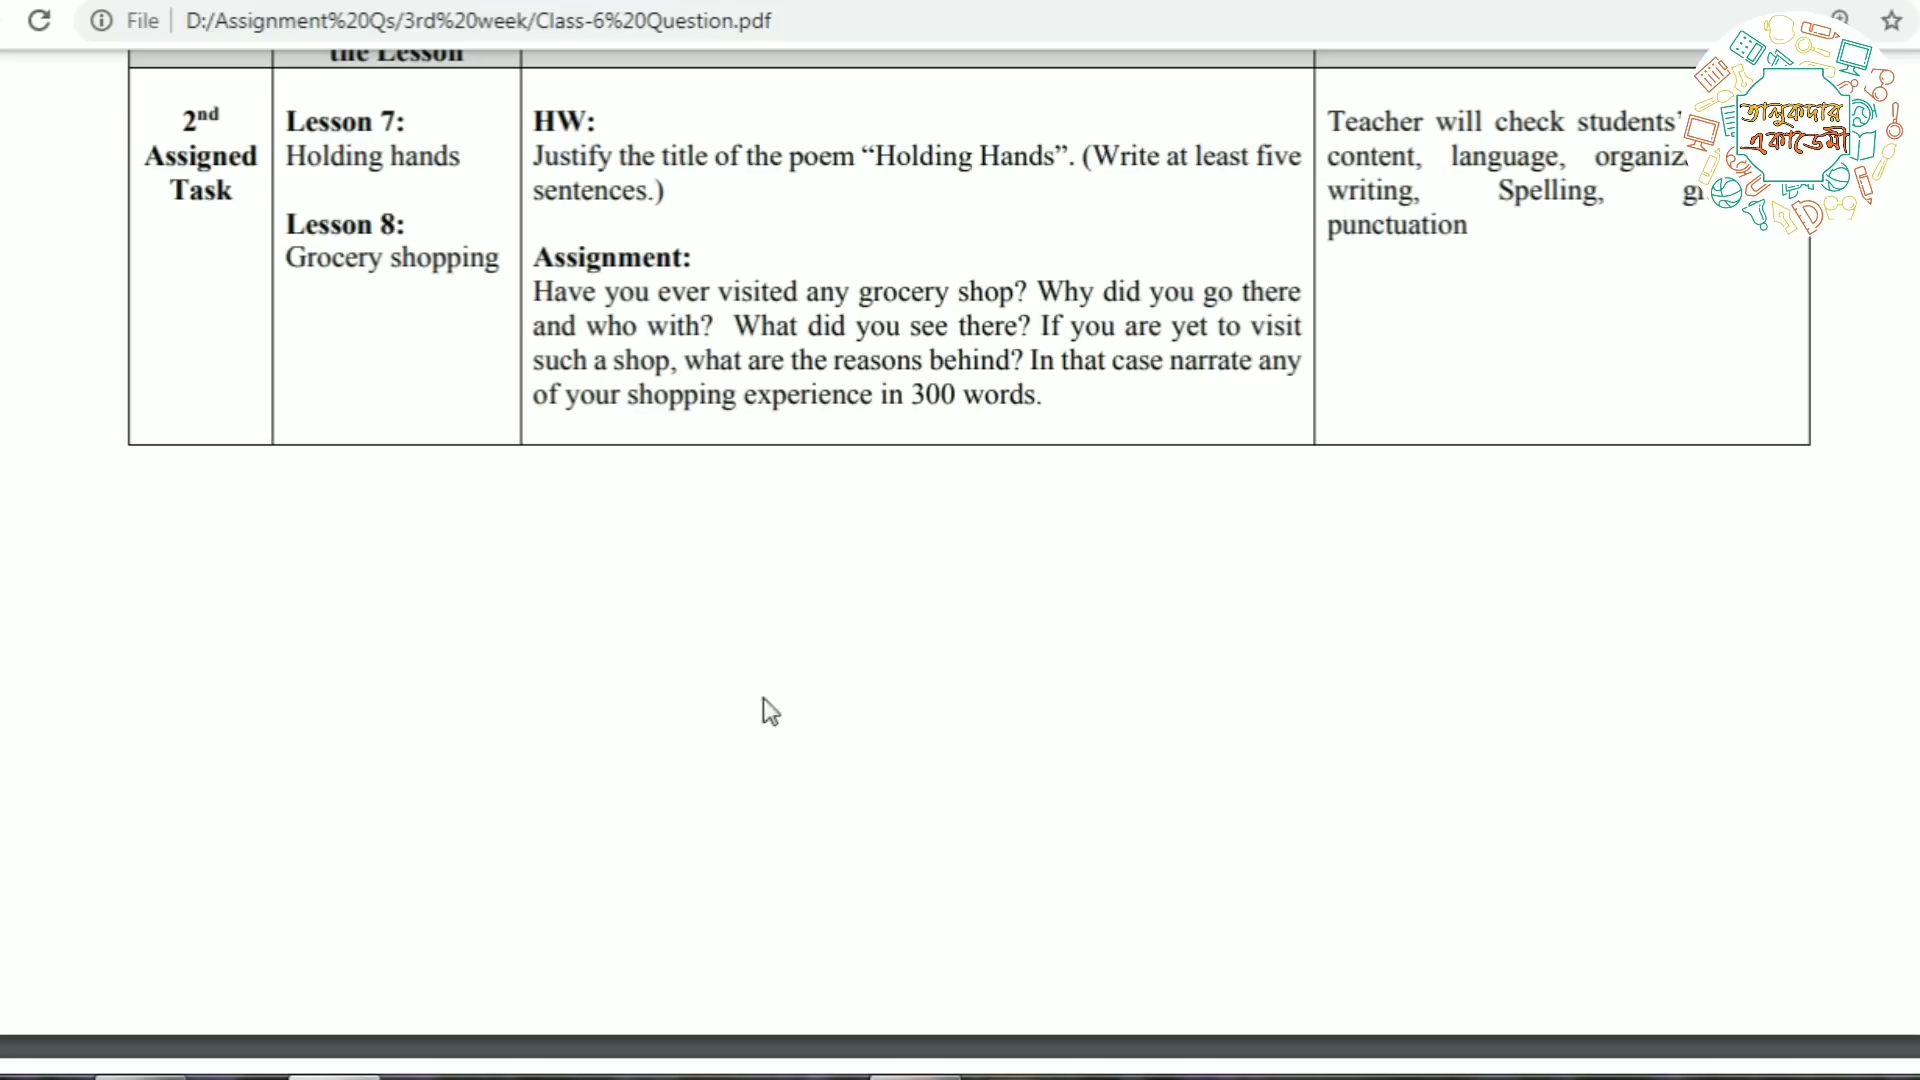 File D:/Assignment%20Qs/3rd%20week/Class-6%20Question.pdf
the Lesson
2nd
Assigned
Task
Lesson 7:
Holding hands
Lesson 8:
Grocery shopping
HW:
Justify the title of the poem “Holding Hands”. (Write at least five
sentences.)
Assignment:
Have you ever visited any grocery shop? Why did you go there
and who with? What did you see there? If you are yet to visit
such a shop, what are the reasons behind? In that case narrate any
of your shopping experience in 300 words.
Teacher will check students’
content, language,
writing, Spelling,
punctuation
তালুকদার
একাডেমী